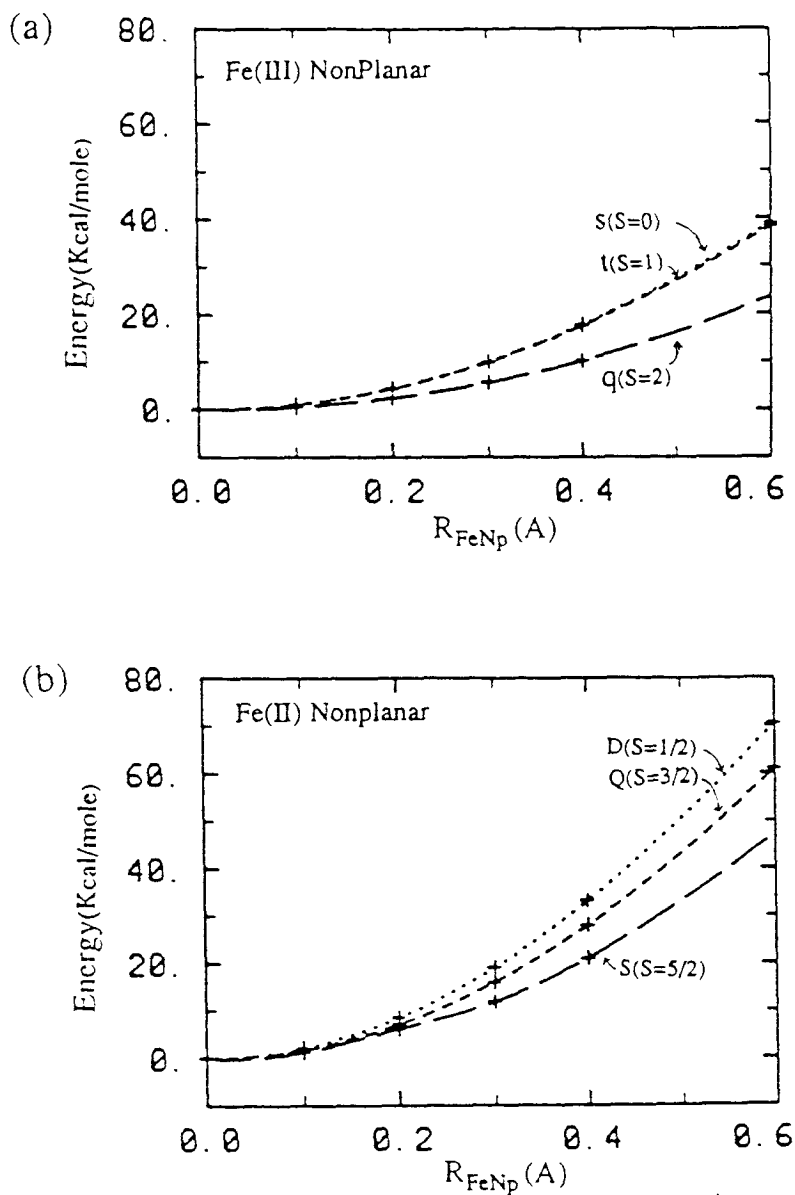 (a)
80.
Fe(III) NonPlanar
60.
40.
20.
0.
Energy(Kcal/mole)
s(S=0)
t(S=1)
q(S=2)
0.0 0.2 0.4 0.6
R_FeNp (A)
(b)
80.
Fe(II) Nonplanar
60.
40.
20.
0.
Energy(Kcal/mole)
D(S=1/2)
Q(S=3/2)
S(S=5/2)
0.0 0.2 0.4 0.6
R_FeNp (A)